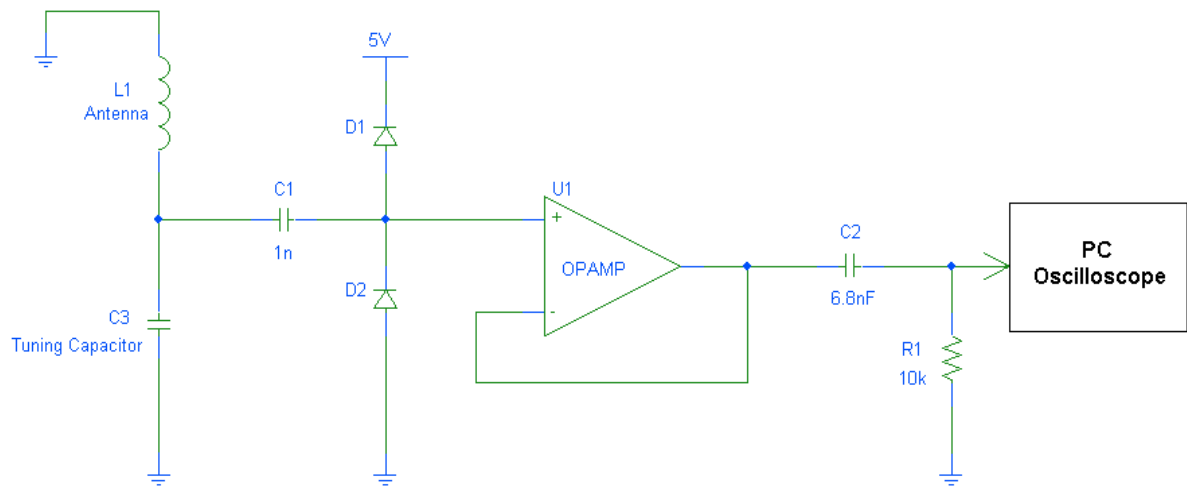 5V
L1
Antenna
D1
C1
1n
U1
+
OPAMP
-
D2
C2
6.8nF
PC
Oscilloscope
C3
Tuning Capacitor
R1
10k